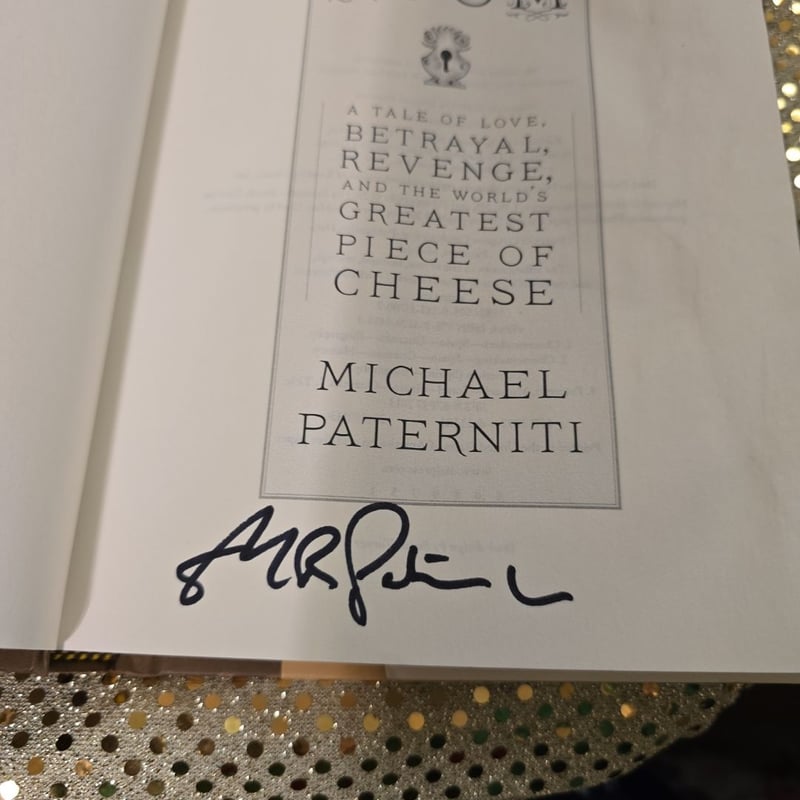 A TALE OF LOVE,
BETRAYAL,
REVENGE,
AND THE WORLD'S
GREATEST
PIECE OF
CHEESE
MICHAEL
PATERNITI